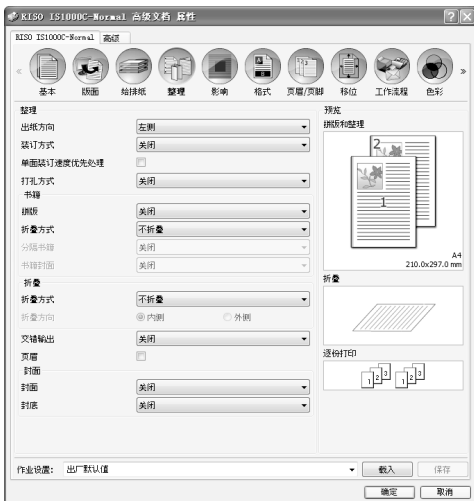 RISO IS1000C-Normal 高级文档 属性
RISO IS1000C-Normal 高级
基本 版面 给排纸 整理 影响 格式 页眉/页脚 移位 工作流程 色彩
整理
出纸方向 左侧
装订方式 关闭
单面装订速度优先处理
打孔方式 关闭
书籍
拼版 关闭
折叠方式 不折叠
分隔书籍 关闭
书籍封面 关闭
折叠
折叠方式 不折叠
折叠方向 内侧 外侧
交错输出 关闭
页眉
封面
封面 关闭
封底 关闭
预览
拼版和整理
2
1
A4
210.0x297.0 mm
折叠
逐份打印
1 2 3 1 2 3
作业设置: 出厂默认值 载入 保存
确定 取消